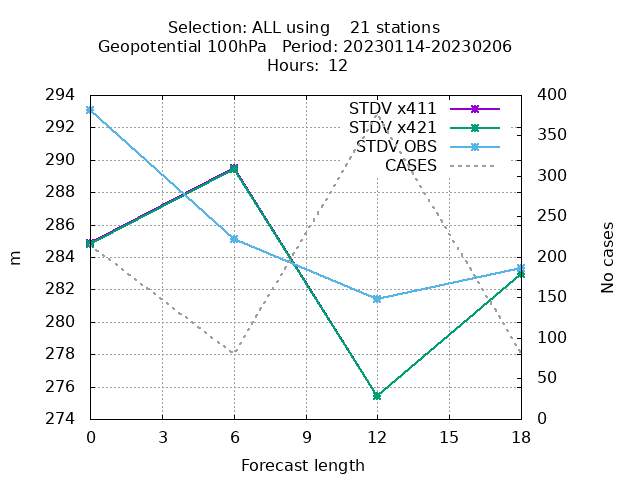 Selection: ALL using    21 stations
Geopotential 100hPa   Period: 20230114-20230206
Hours:  12
STDV x411
STDV x421
STDV OBS
CASES
294
292
290
288
286
284
282
280
278
276
274
400
350
300
250
200
150
100
50
0
m
No cases
0 3 6 9 12 15 18
Forecast length